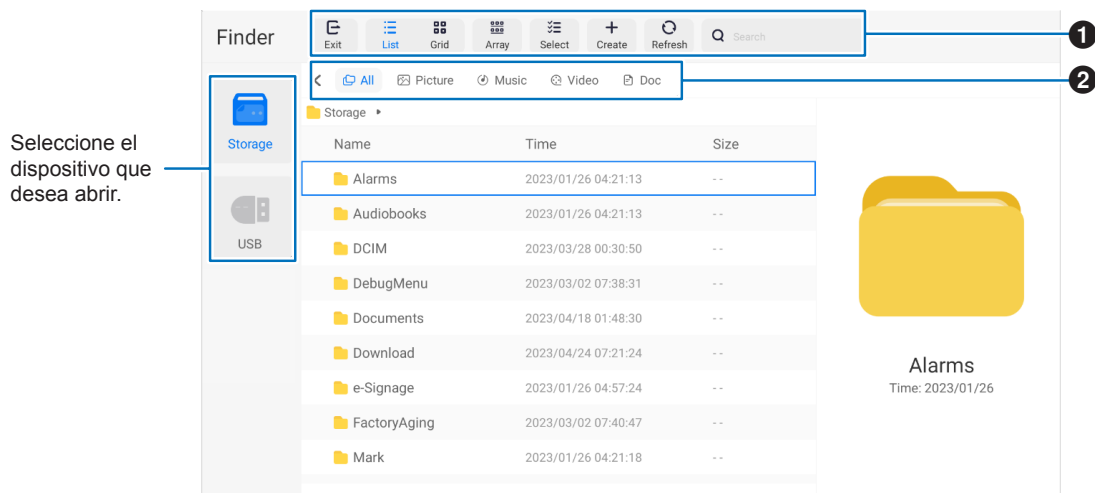 Finder
Exit List Grid Array Select Create Refresh Search
1
All Picture Music Video Doc
2
Storage
Seleccione el
dispositivo que
desea abrir.
Storage
USB
Name Time Size
Alarms 2023/01/26 04:21:13 - -
Audiobooks 2023/01/26 04:21:13 - -
DCIM 2023/03/28 00:30:50 - -
DebugMenu 2023/03/02 07:38:31 - -
Documents 2023/04/18 01:48:30 - -
Download 2023/04/24 07:21:24 - -
e-Signage 2023/01/26 04:57:24 - -
FactoryAging 2023/03/02 07:40:47 - -
Mark 2023/01/26 04:21:18 - -
Alarms
Time: 2023/01/26